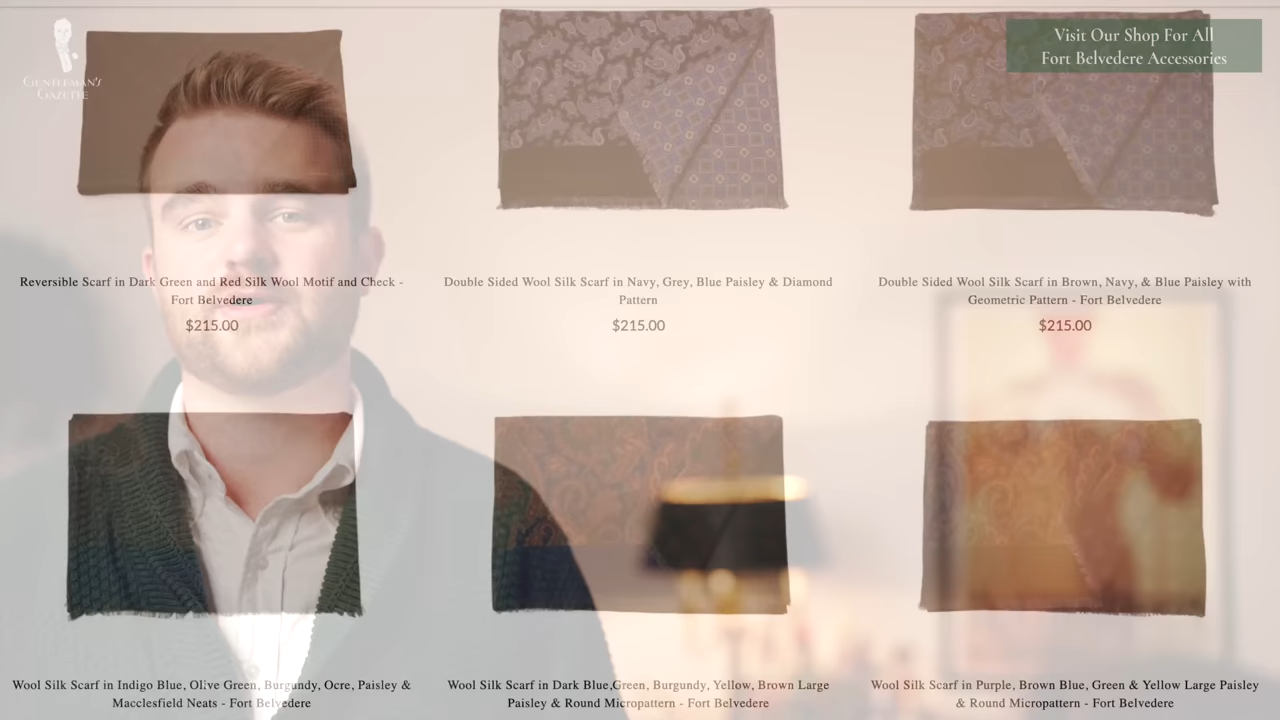 GENTLEMAN'S
GAZETTE
Visit Our Shop For All
Fort Belvedere Accessories
Reversible Scarf in Dark Green and Red Silk Wool Motif and Check -
Fort Belvedere
$215.00
Double Sided Wool Silk Scarf in Navy, Grey, Blue Paisley & Diamond
Pattern
$215.00
Double Sided Wool Silk Scarf in Brown, Navy, & Blue Paisley with
Geometric Pattern - Fort Belvedere
$215.00
Wool Silk Scarf in Indigo Blue, Olive Green, Burgundy, Ocre, Paisley &
Macclesfield Neats - Fort Belvedere
Wool Silk Scarf in Dark Blue,Green, Burgundy, Yellow, Brown Large
Paisley & Round Micropattern - Fort Belvedere
Wool Silk Scarf in Purple, Brown Blue, Green & Yellow Large Paisley
& Round Micropattern - Fort Belvedere